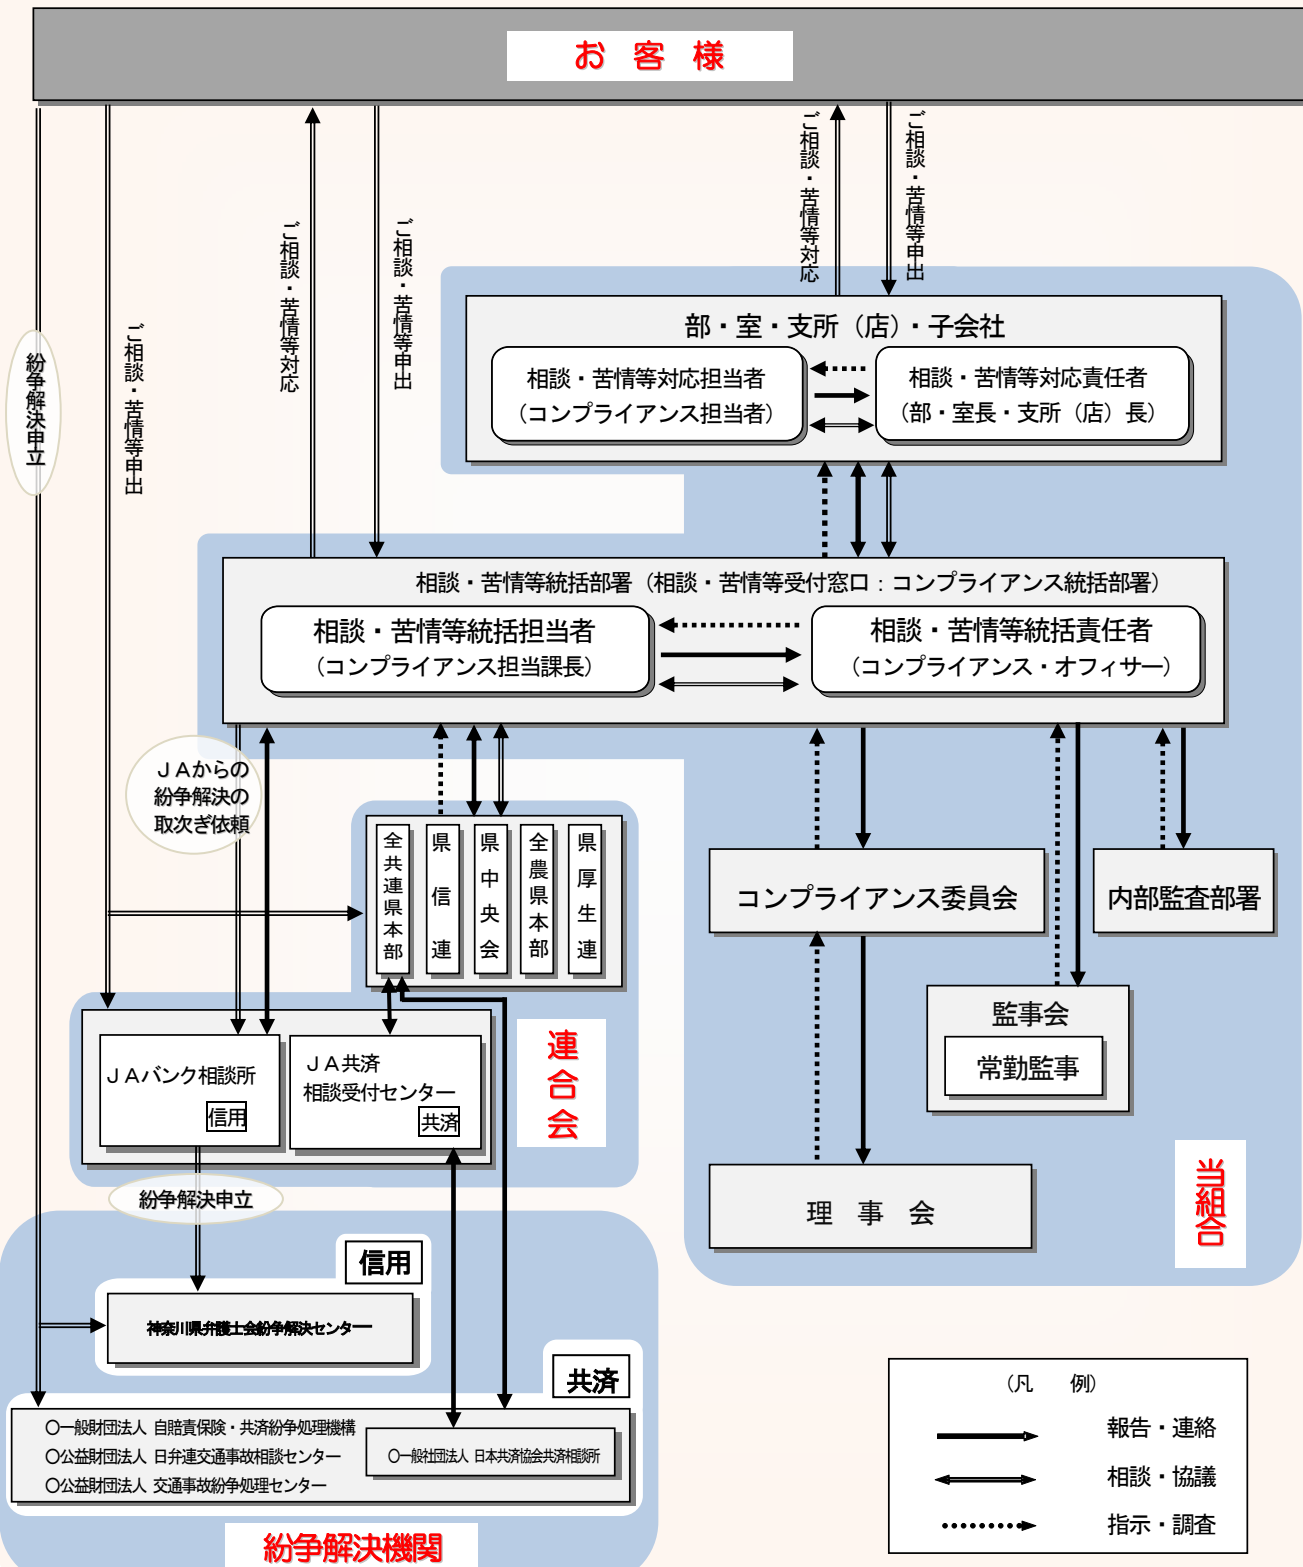 お 客 様
ご相談・苦情等対応
ご相談・苦情等申出
ご相談・苦情等対応
ご相談・苦情等申出
ご相談・苦情等申出
紛争解決申立
部・室・支所（店）・子会社
相談・苦情等対応担当者
（コンプライアンス担当者）
相談・苦情等対応責任者
（部・室長・支所（店）長）
相談・苦情等統括部署（相談・苦情等受付窓口：コンプライアンス統括部署）
相談・苦情等統括担当者
（コンプライアンス担当課長）
相談・苦情等統括責任者
（コンプライアンス・オフィサー）
ＪＡからの
紛争解決の
取次ぎ依頼
全共連県本部
県信連
県中央会
全農県本部
県厚生連
コンプライアンス委員会
内部監査部署
監事会
常勤監事
理 事 会
当組合
連合会
ＪＡバンク相談所
信用
ＪＡ共済
相談受付センター
共済
紛争解決申立
信用
神奈川県弁護士会紛争解決センター
共済
〇一般財団法人 自賠責保険・共済紛争処理機構
〇公益財団法人 日弁連交通事故相談センター
〇公益財団法人 交通事故紛争処理センター
〇一般社団法人 日本共済協会共済相談所
紛争解決機関
（凡 例）
報告・連絡
相談・協議
指示・調査